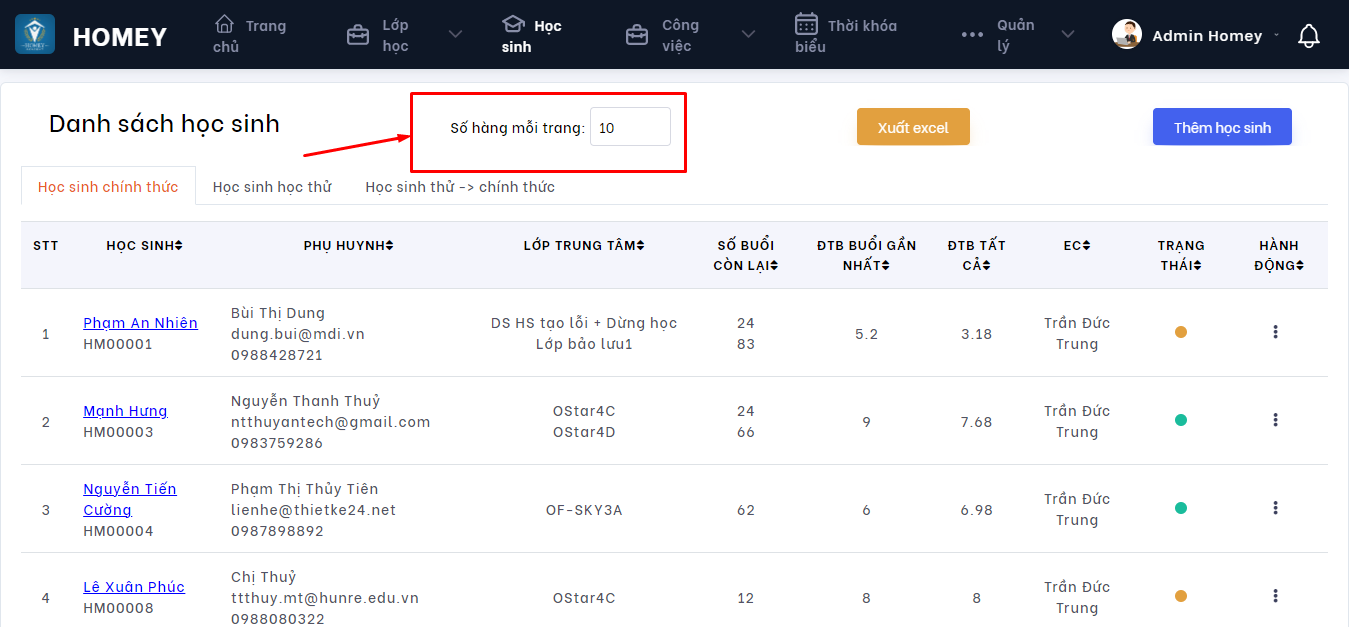 HOMEY
Trang
chủ
Lớp
học
Học
sinh
Công
việc
Thời khóa
biểu
Quản
lý
Admin Homey
Danh sách học sinh
Số hàng mỗi trang: 10
Xuất excel
Thêm học sinh
Học sinh chính thức
Học sinh học thử
Học sinh thử -> chính thức
STT
HỌC SINH
PHỤ HUYNH
LỚP TRUNG TÂM
SỐ BUỔI
CÒN LẠI
ĐTB BUỔI GẦN
NHẤT
ĐTB TẤT
CẢ
EC
TRẠNG
THÁI
HÀNH
ĐỘNG
1
Phạm An Nhiên
HM00001
Bùi Thị Dung
dung.bui@mdi.vn
0988428721
DS HS tạo lỗi + Dừng học
Lớp bảo lưu1
24
83
5.2
3.18
Trần Đức
Trung
2
Mạnh Hưng
HM00003
Nguyễn Thanh Thuỷ
ntthuyantech@gmail.com
0983759286
OStar4C
OStar4D
24
66
9
7.68
Trần Đức
Trung
3
Nguyễn Tiến
Cường
HM00004
Phạm Thị Thủy Tiên
lienhe@thietke24.net
0987898892
OF-SKY3A
62
6
6.98
Trần Đức
Trung
4
Lê Xuân Phúc
HM00008
Chị Thuỷ
ttthuy.mt@hunre.edu.vn
0988080322
OStar4C
12
8
8
Trần Đức
Trung